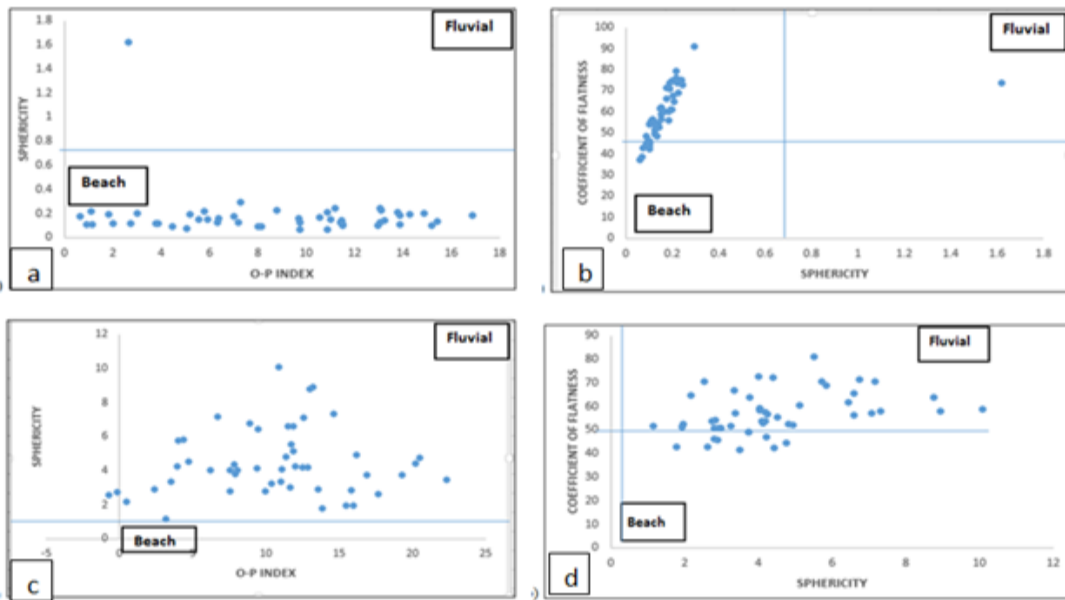 Fluvial
1.8
1.6
1.4
1.2
1
0.8
0.6
0.4
0.2
0
SPHERICITY
Beach
0 2 4 6 8 10 12 14 16 18
O-P INDEX
a
Fluvial
100
90
80
70
60
50
40
30
20
10
0
COEFFICIENT OF FLATNESS
Beach
0 0.2 0.4 0.6 0.8 1 1.2 1.4 1.6 1.8
SPHERICITY
b
Fluvial
12
10
8
6
4
2
0
SPHERICITY
Beach
-5 0 5 10 15 20 25
O-P INDEX
c
Fluvial
90
80
70
60
50
40
30
20
10
0
COEFFICIENT OF FLATNESS
Beach
0 2 4 6 8 10 12
SPHERICITY
d